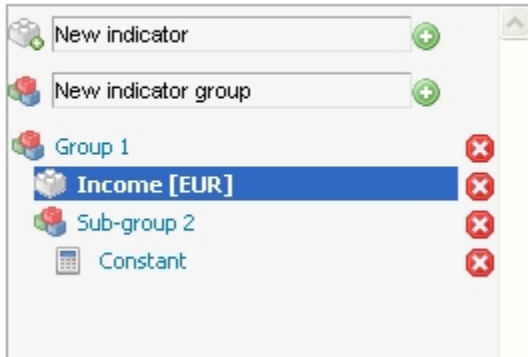 New indicator
New indicator group
Group 1
Income [EUR]
Sub-group 2
Constant